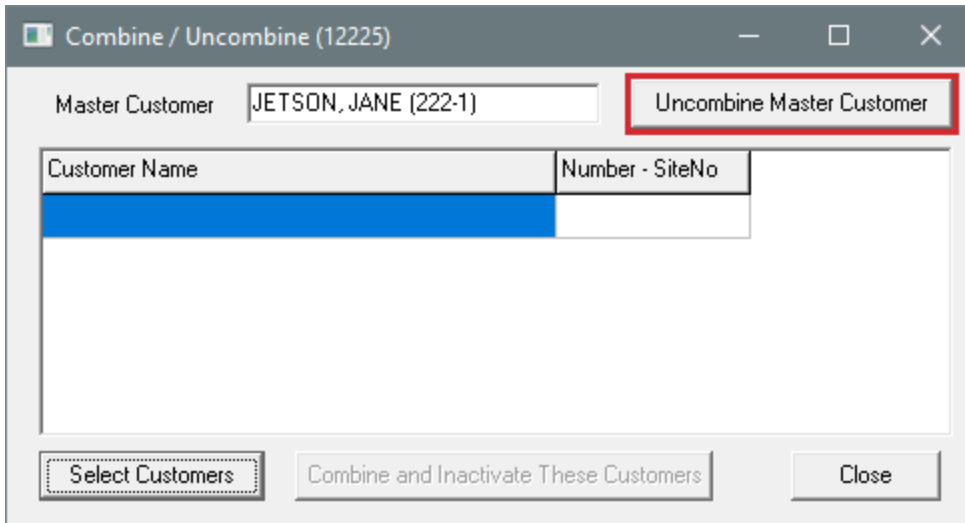 Combine / Uncombine (12225)
Master Customer JETSON, JANE (222-1) Uncombine Master Customer
Customer Name Number - SiteNo
Select Customers Combine and Inactivate These Customers Close